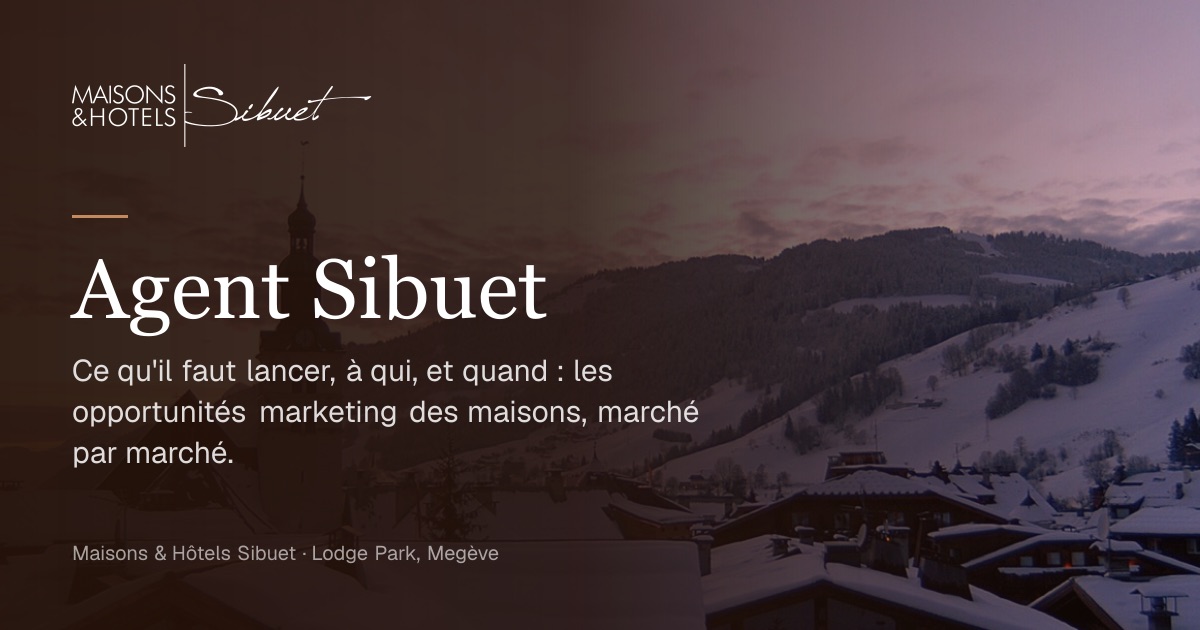 MAISONS
&HOTELS
Sibuet
Agent Sibuet
Ce qu'il faut lancer, à qui, et quand : les
opportunités marketing des maisons, marché
par marché.
Maisons & Hôtels Sibuet · Lodge Park, Megève